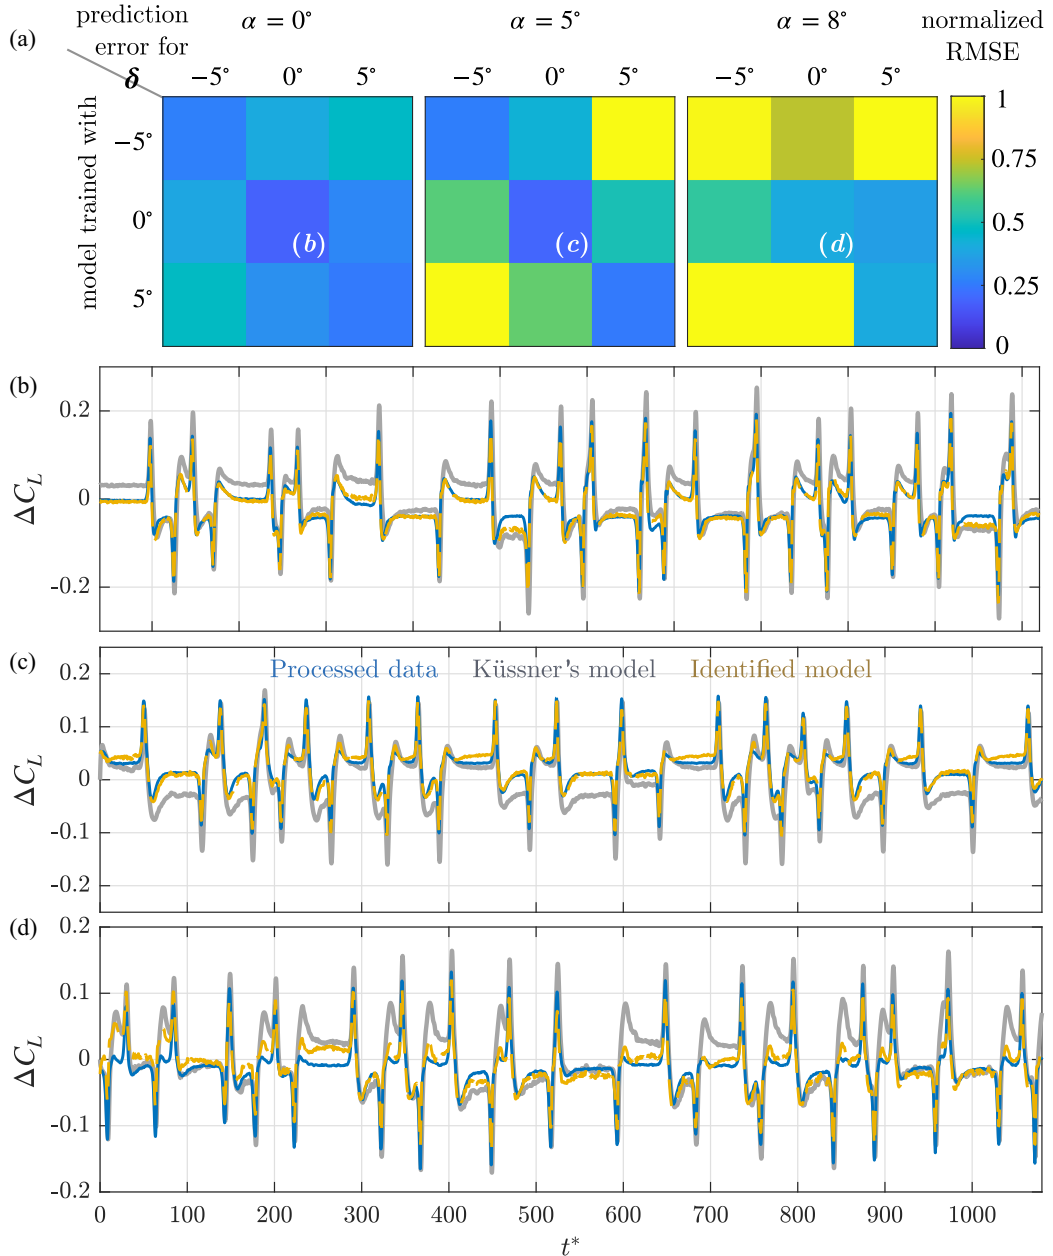 (a)
prediction error for
α = 0°
α = 5°
α = 8°
normalized RMSE
δ
−5° 0° 5°
−5° 0° 5°
−5° 0° 5°
model trained with
−5°
0°
5°
(b)
(c)
(d)
1
0.75
0.5
0.25
0
(b)
ΔC_L
0.2
0
-0.2
(c)
Processed data
Küssner's model
Identified model
ΔC_L
0.2
0.1
0
-0.1
-0.2
(d)
ΔC_L
0.2
0.1
0
-0.1
-0.2
0 100 200 300 400 500 600 700 800 900 1000
t*